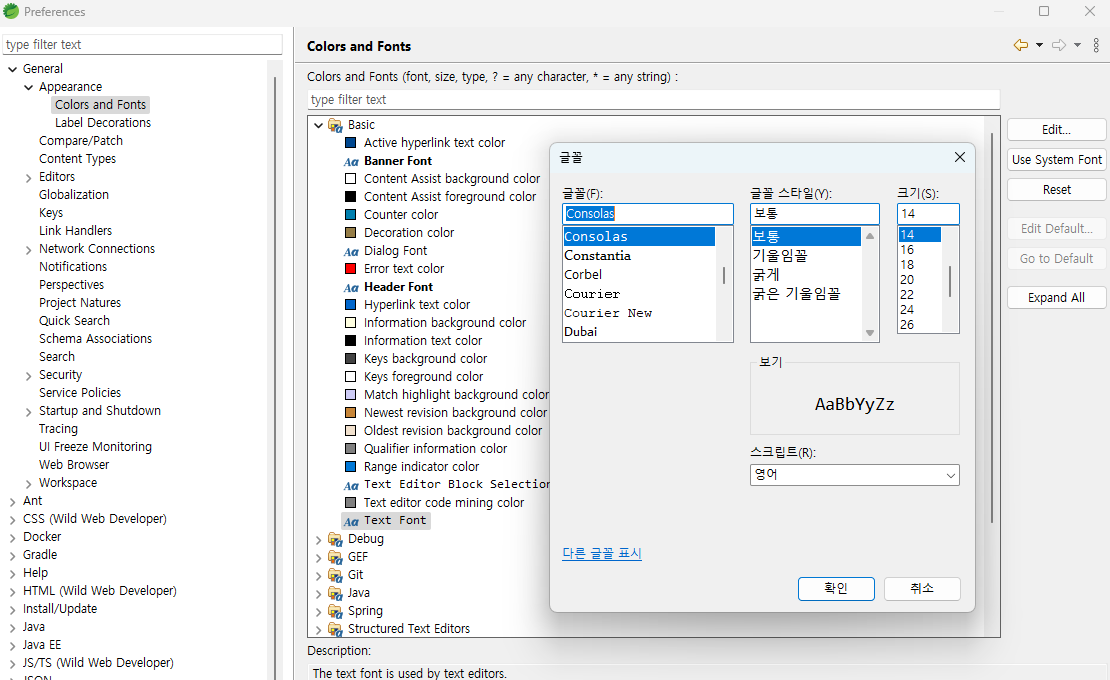 Preferences
type filter text
General
Appearance
Colors and Fonts
Label Decorations
Compare/Patch
Content Types
Editors
Globalization
Keys
Link Handlers
Network Connections
Notifications
Perspectives
Project Natures
Quick Search
Schema Associations
Search
Security
Service Policies
Startup and Shutdown
Tracing
UI Freeze Monitoring
Web Browser
Workspace
Ant
CSS (Wild Web Developer)
Docker
Gradle
Help
HTML (Wild Web Developer)
Install/Update
Java
Java EE
JS/TS (Wild Web Developer)
JSON
Colors and Fonts
Colors and Fonts (font, size, type, ? = any character, * = any string) :
type filter text
Basic
Active hyperlink text color
Banner Font
Content Assist background color
Content Assist foreground color
Counter color
Decoration color
Dialog Font
Error text color
Header Font
Hyperlink text color
Information background color
Information text color
Keys background color
Keys foreground color
Match highlight background color
Newest revision background color
Oldest revision background color
Qualifier information color
Range indicator color
Text Editor Block Selection
Text editor code mining color
Text Font
Debug
GEF
Git
Java
Spring
Structured Text Editors
Description:
The text font is used by text editors.
Edit...
Use System Font
Reset
Edit Default...
Go to Default
Expand All
글꼴
글꼴(F):
Consolas
Consolas
Constantia
Corbel
Courier
Courier New
Dubai
글꼴 스타일(Y):
보통
보통
기울임꼴
굵게
굵은 기울임꼴
크기(S):
14
14
16
18
20
22
24
26
보기
AaBbYyZz
스크립트(R):
영어
다른 글꼴 표시
확인
취소